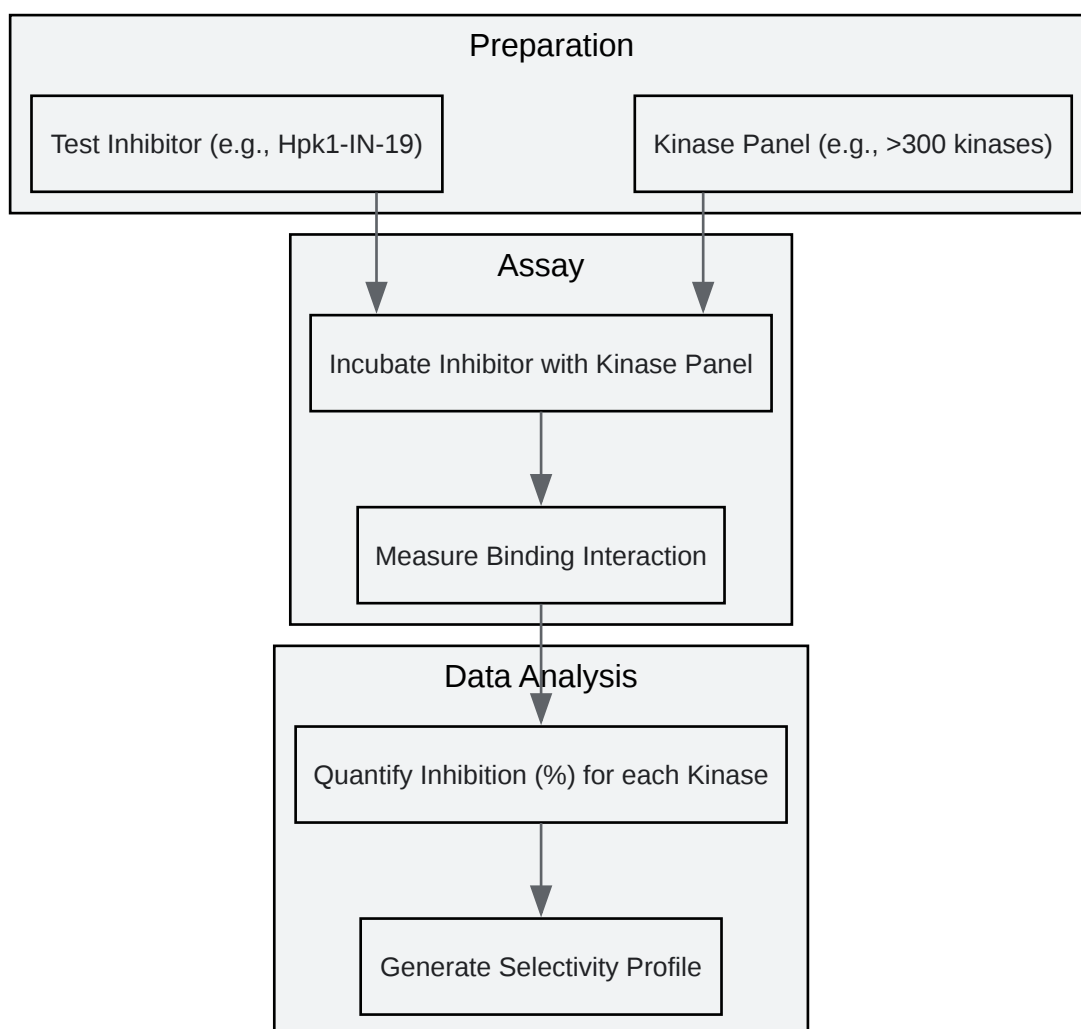 Preparation
Test Inhibitor (e.g., Hpk1-IN-19)
Kinase Panel (e.g., >300 kinases)
Assay
Incubate Inhibitor with Kinase Panel
Measure Binding Interaction
Data Analysis
Quantify Inhibition (%) for each Kinase
Generate Selectivity Profile